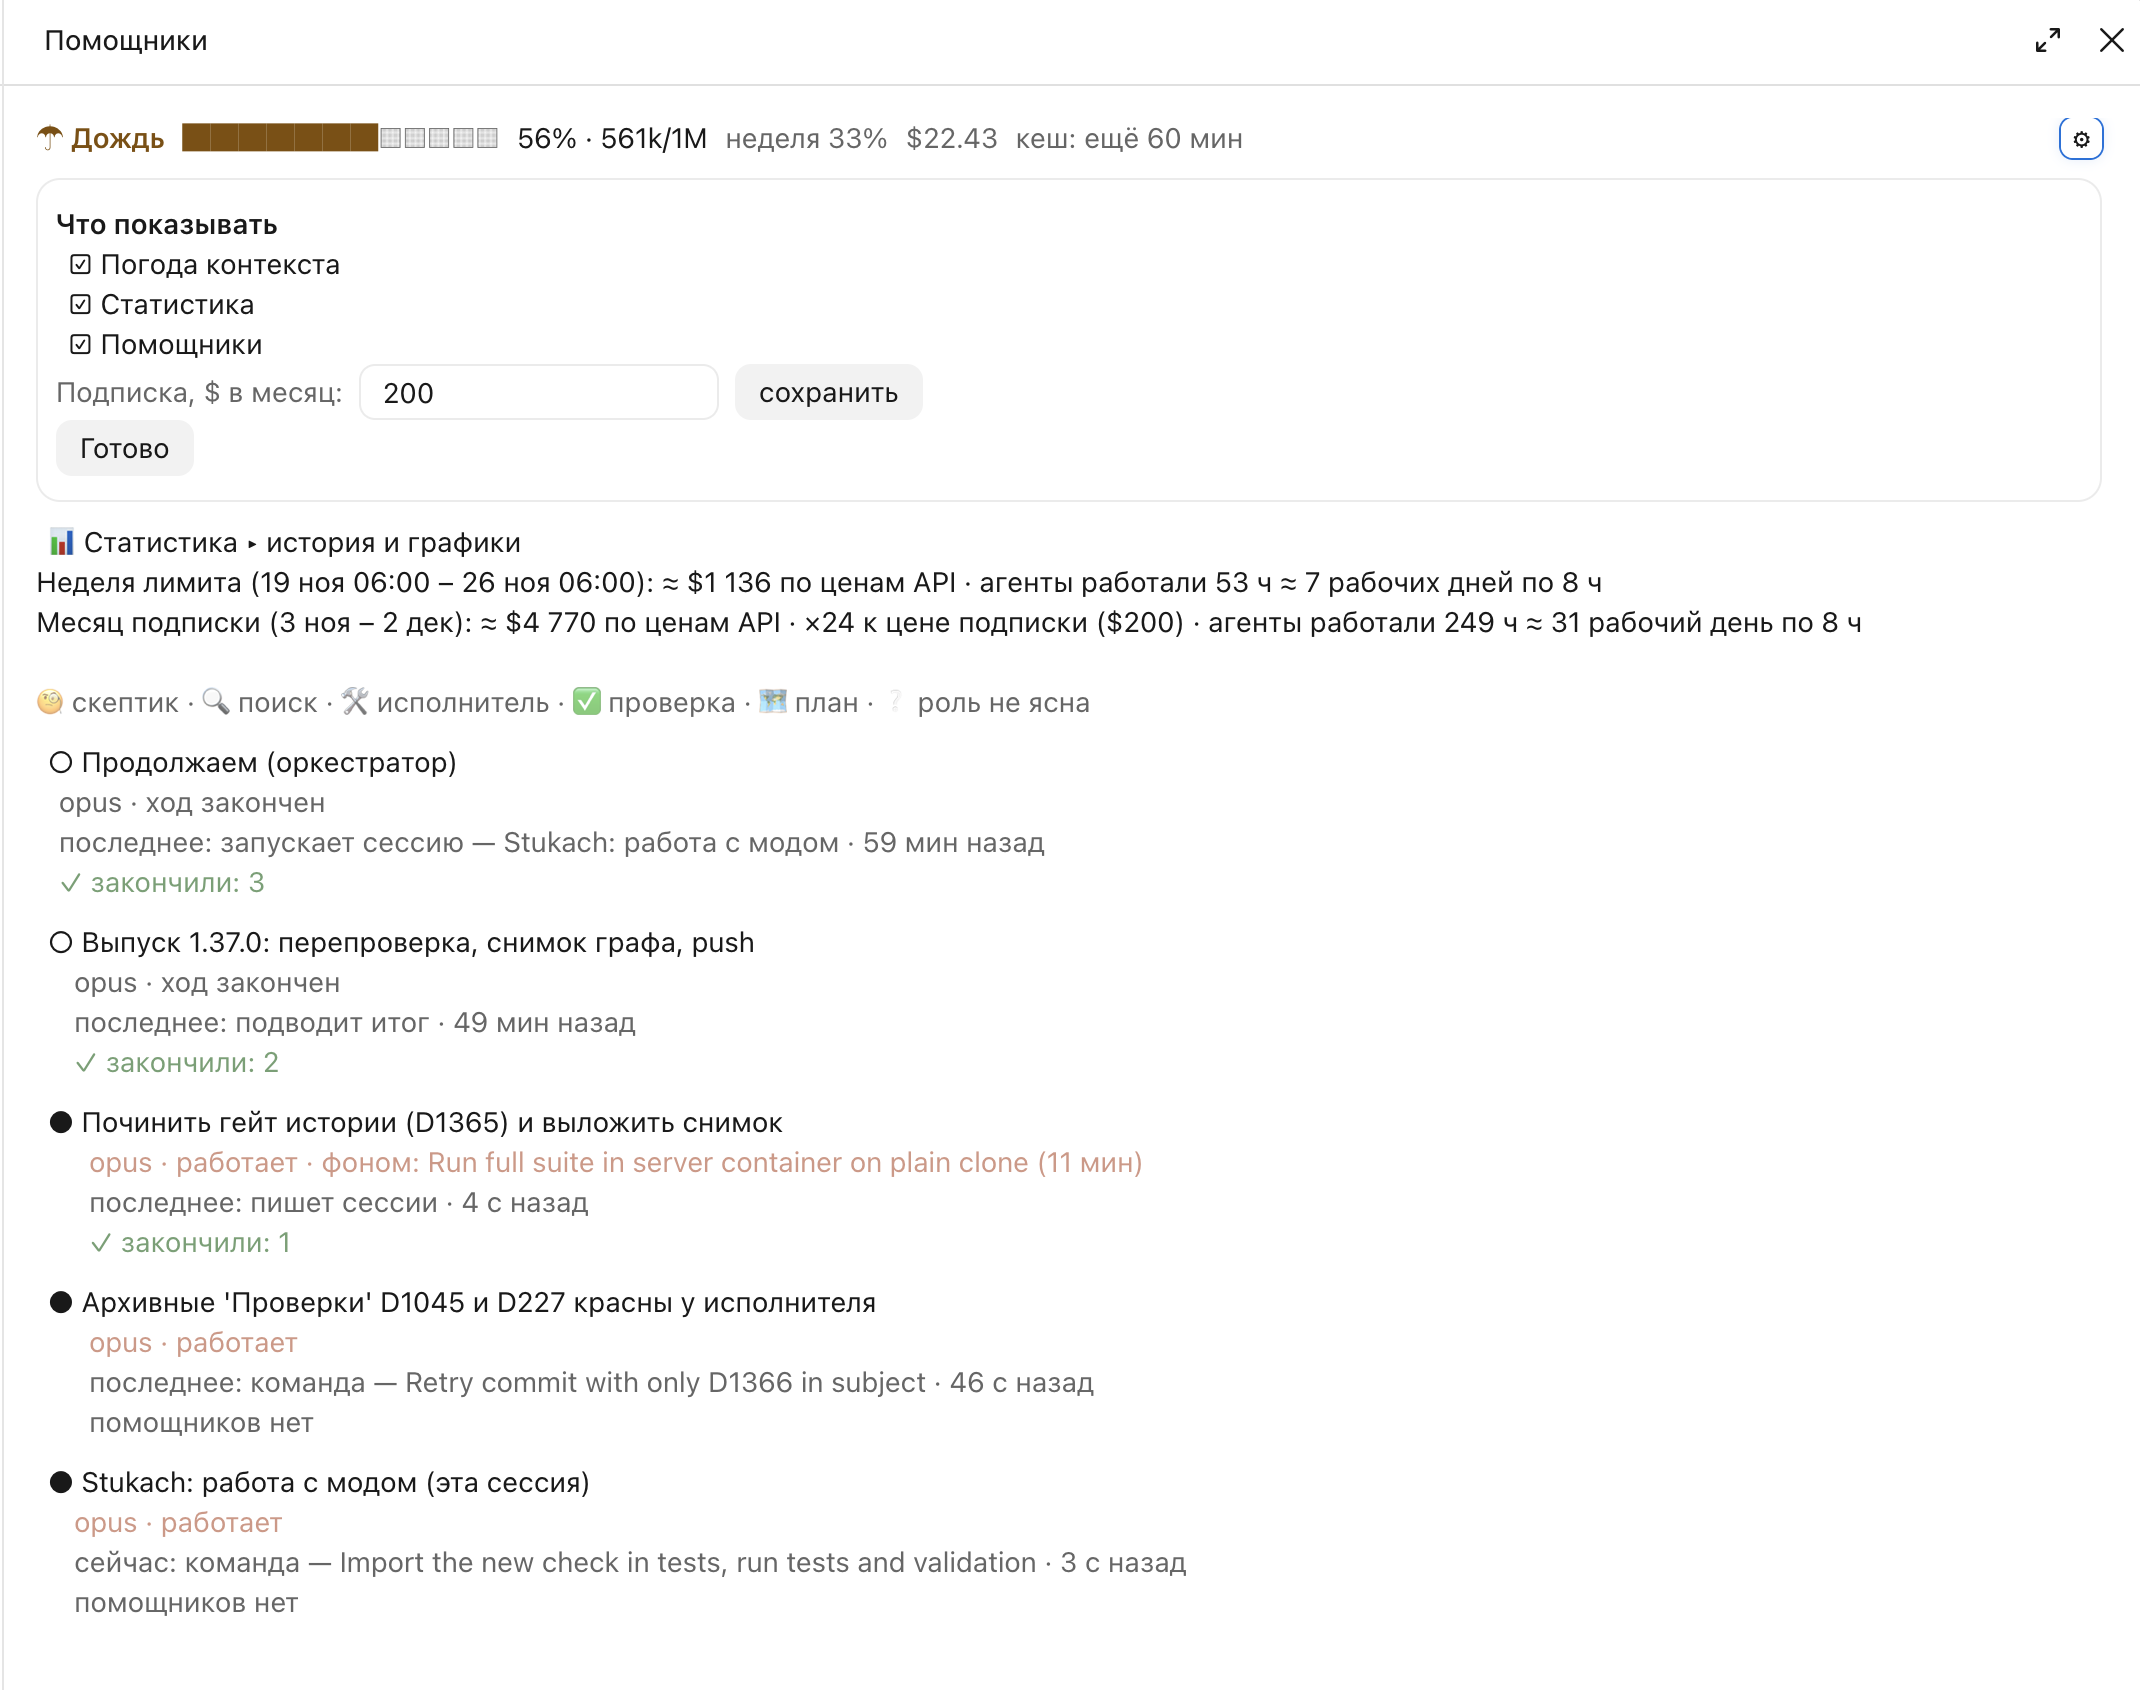 Помощники
Дождь 56% · 561k/1M неделя 33% $22.43 кеш: ещё 60 мин
Что показывать
Погода контекста
Статистика
Помощники
Подписка, $ в месяц: 200 сохранить
Готово
Статистика ▸ история и графики
Неделя лимита (19 ноя 06:00 – 26 ноя 06:00): ≈ $1 136 по ценам API · агенты работали 53 ч ≈ 7 рабочих дней по 8 ч
Месяц подписки (3 ноя – 2 дек): ≈ $4 770 по ценам API · ×24 к цене подписки ($200) · агенты работали 249 ч ≈ 31 рабочий день по 8 ч
🧐 скептик · 🔍 поиск · 🛠 исполнитель · ✅ проверка · 🗺 план · ❔ роль не ясна
○ Продолжаем (оркестратор)
opus · ход закончен
последнее: запускает сессию — Stukach: работа с модом · 59 мин назад
✓ закончили: 3
○ Выпуск 1.37.0: перепроверка, снимок графа, push
opus · ход закончен
последнее: подводит итог · 49 мин назад
✓ закончили: 2
● Починить гейт истории (D1365) и выложить снимок
opus · работает · фоном: Run full suite in server container on plain clone (11 мин)
последнее: пишет сессии · 4 с назад
✓ закончили: 1
● Архивные 'Проверки' D1045 и D227 красны у исполнителя
opus · работает
последнее: команда — Retry commit with only D1366 in subject · 46 с назад
помощников нет
● Stukach: работа с модом (эта сессия)
opus · работает
сейчас: команда — Import the new check in tests, run tests and validation · 3 с назад
помощников нет